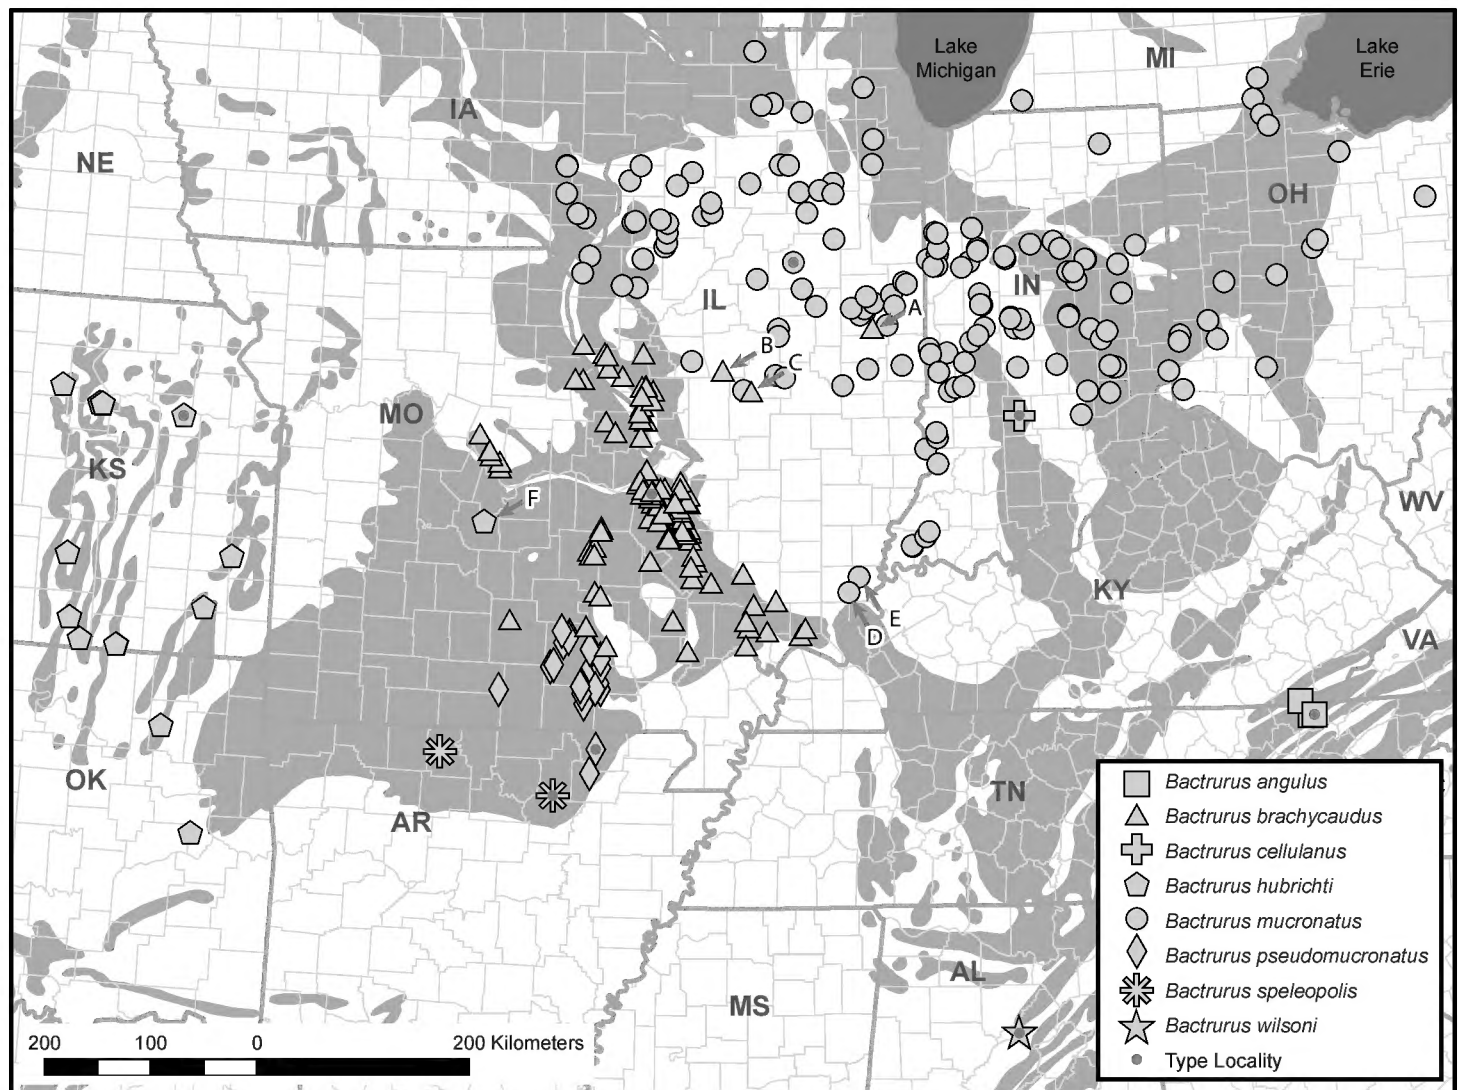 Lake
Michigan
MI
Lake
Erie
IA
NE
OH
IL
IN
A
B
C
MO
KS
F
WV
KY
E
D
VA
OK
AR
TN
AL
MS
Bactrurus angulus
Bactrurus brachycaudus
Bactrurus cellulanus
Bactrurus hubrichti
Bactrurus mucronatus
Bactrurus pseudomucronatus
Bactrurus speleopolis
Bactrurus wilsoni
Type Locality
200 100 0 200 Kilometers